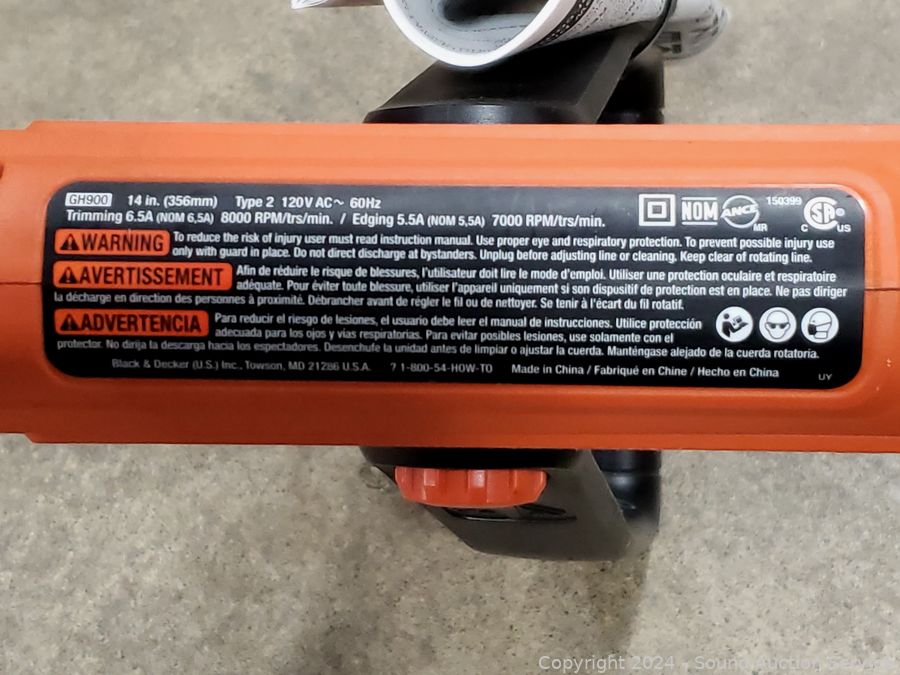 GH900 14 in. (356mm) Type 2 120V AC~ 60Hz
Trimming 6.5A (NOM 6,5A) 8000 RPM/trs/min. / Edging 5.5A (NOM 5,5A) 7000 RPM/trs/min.
NOM ANCE MR 150399 C SA US
WARNING To reduce the risk of injury user must read instruction manual. Use proper eye and respiratory protection. To prevent possible injury use
only with guard in place. Do not direct discharge at bystanders. Unplug before adjusting line or cleaning. Keep clear of rotating line.
AVERTISSEMENT Afin de réduire le risque de blessures, l'utilisateur doit lire le mode d'emploi. Utiliser une protection oculaire et respiratoire
adéquate. Pour éviter toute blessure, utiliser l'appareil uniquement si son dispositif de protection est en place. Ne pas diriger
la décharge en direction des personnes à proximité. Débrancher avant de régler le fil ou de nettoyer. Se tenir à l'écart du fil rotatif.
ADVERTENCIA Para reducir el riesgo de lesiones, el usuario debe leer el manual de instrucciones. Utilice protección
adecuada para los ojos y vías respiratorias. Para evitar posibles lesiones, use solamente con el
protector. No dirija la descarga hacia los espectadores. Desenchufe la unidad antes de limpiar o ajustar la cuerda. Manténgase alejado de la cuerda rotatoria.
Black & Decker (U.S.) Inc., Towson, MD 21286 U.S.A. ? 1-800-54-HOW-TO Made in China / Fabriqué en Chine / Hecho en China
UY
Copyright 2024 - Sound Auction Service